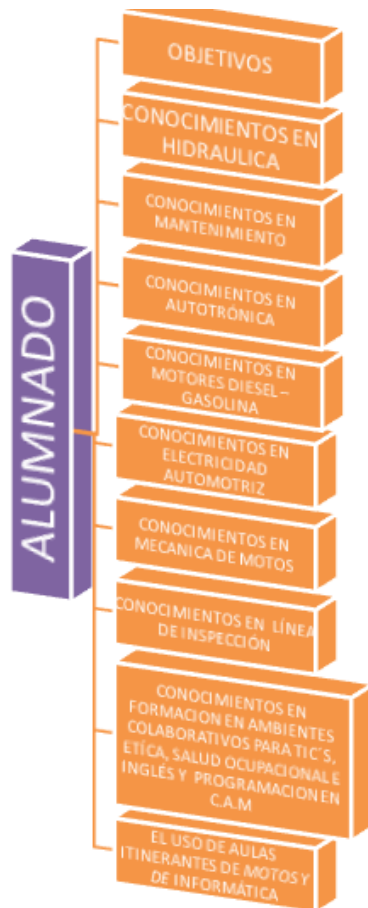 ALUMNADO
OBJETIVOS
CONOCIMIENTOS EN
HIDRAULICA
CONOCIMIENTOS EN
MANTENIMIENTO
CONOCIMIENTOS EN
AUTOTRÓNICA
CONOCIMIENTOS EN
MOTORES DIESEL –
GASOLINA
CONOCIMIENTOS EN
ELECTRICIDAD
AUTOMOTRIZ
CONOCIMIENTOS EN
MECANICA DE MOTOS
CONOCIMIENTOS EN LÍNEA
DE INSPECCIÓN
CONOCIMIENTOS EN
FORMACION EN AMBIENTES
COLABORATIVOS PARA TIC´S,
ETÍCA, SALUD OCUPACIONAL E
INGLÉS Y PROGRAMACION EN
C.A.M
EL USO DE AULAS
ITINERANTES DE MOTOS Y
DE INFORMÁTICA